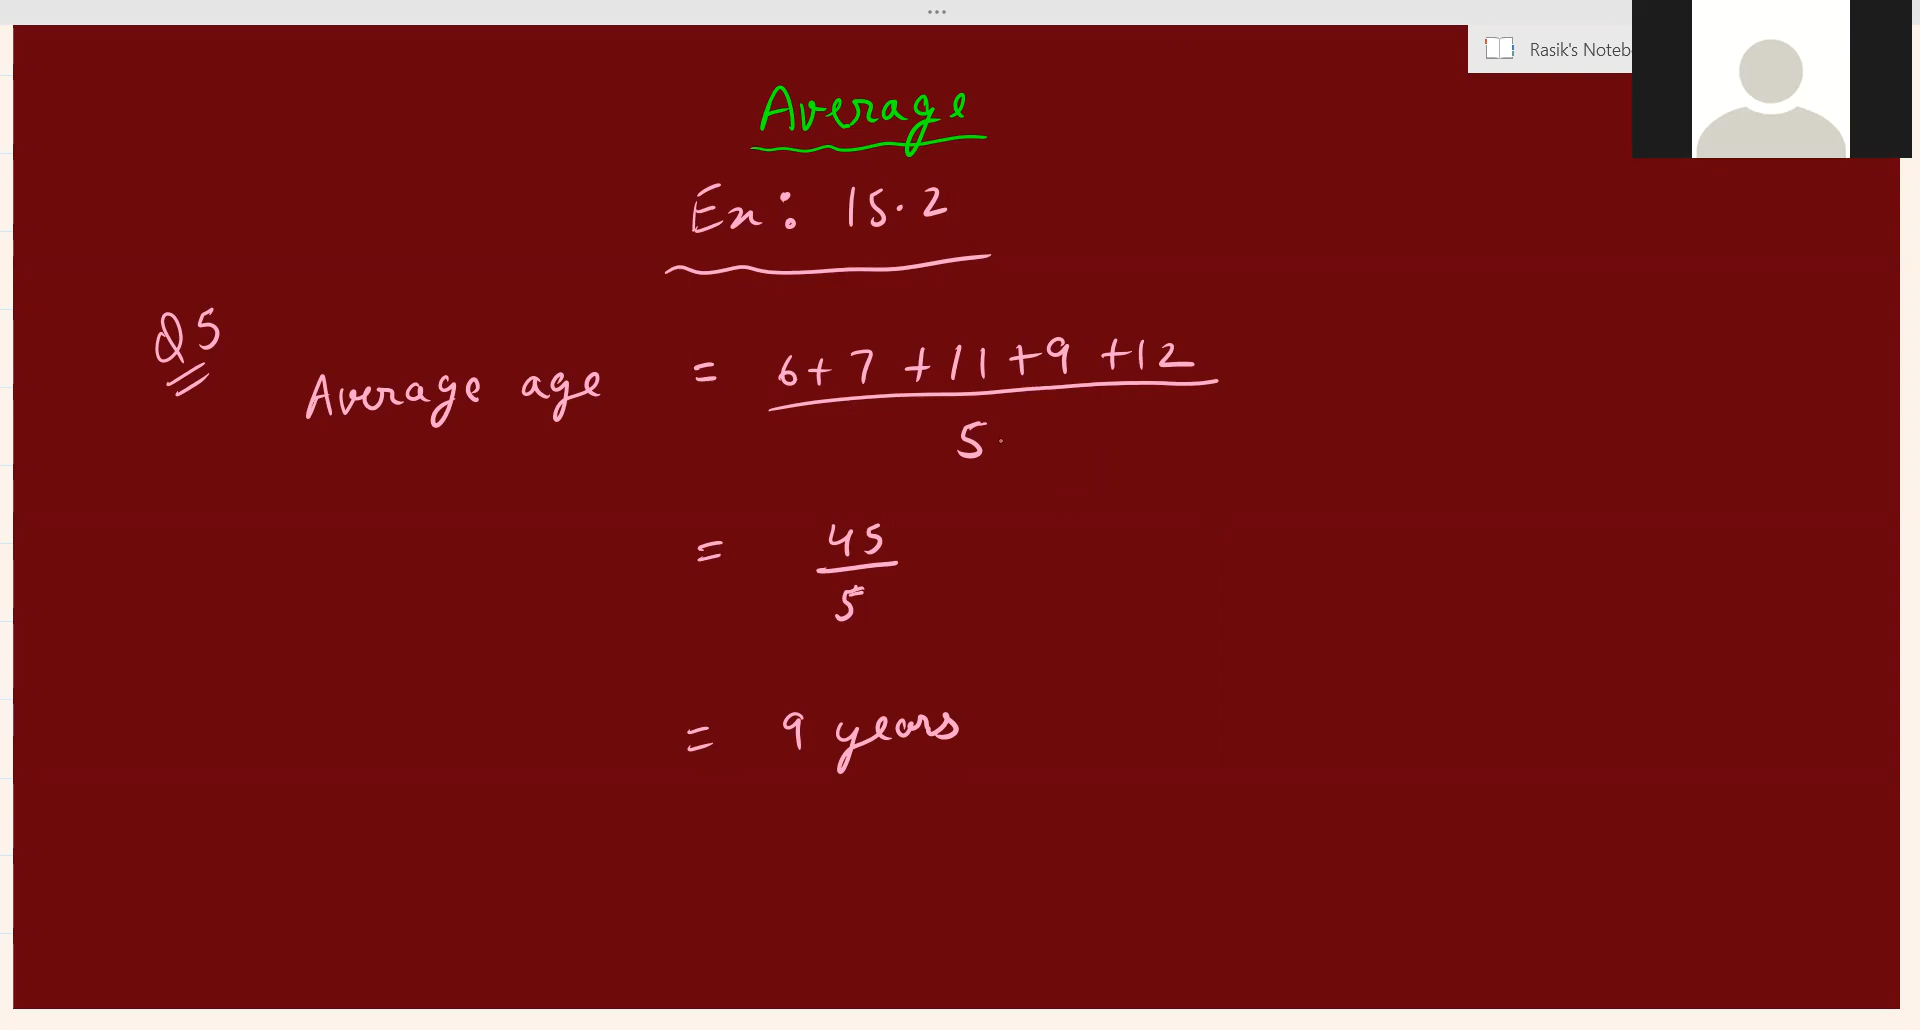 Rasik's Noteb
Average
Ex: 15.2
Q5
Average age = 6+7+11+9+12
5
= 45
5
= 9 years